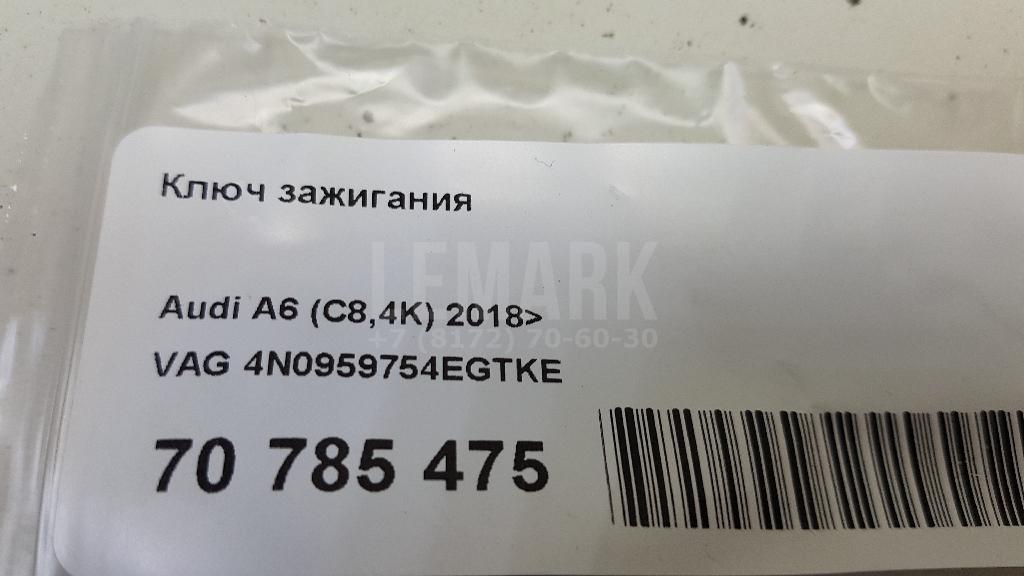 Ключ зажигания
LEMARK
Audi A6 (C8,4K) 2018>
+7 (8172) 70-60-30
VAG 4N0959754EGTKE
70 785 475